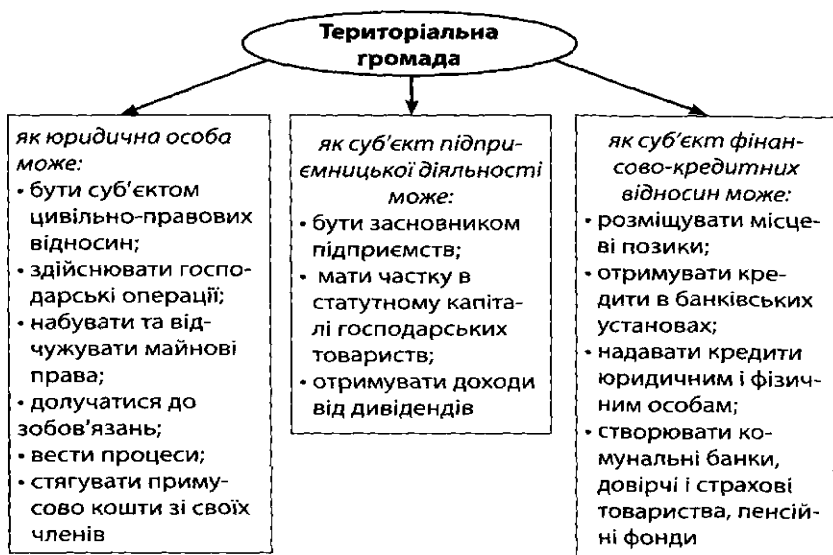 Територіальна
громада
як юридична особа
може:
• бути суб’єктом
цивільно-правових
відносин;
• здійснювати госпо-
дарські операції;
• набувати та від-
чужувати майнові
права;
• долучатися до
зобов’язань;
• вести процеси;
• стягувати приму-
сово кошти зі своїх
членів
як суб’єкт підпри-
ємницької діяльності
може:
• бути засновником
підприємств;
• мати частку в
статутному капіта-
лі господарських
товариств;
• отримувати доходи
від дивідендів
як суб’єкт фінан-
сово-кредитних
відносин може:
• розміщувати місце-
ві позики;
• отримувати кре-
дити в банківських
установах;
• надавати кредити
юридичним і фізич-
ним особам;
• створювати ко-
мунальні банки,
довірчі і страхові
товариства, пенсій-
ні фонди